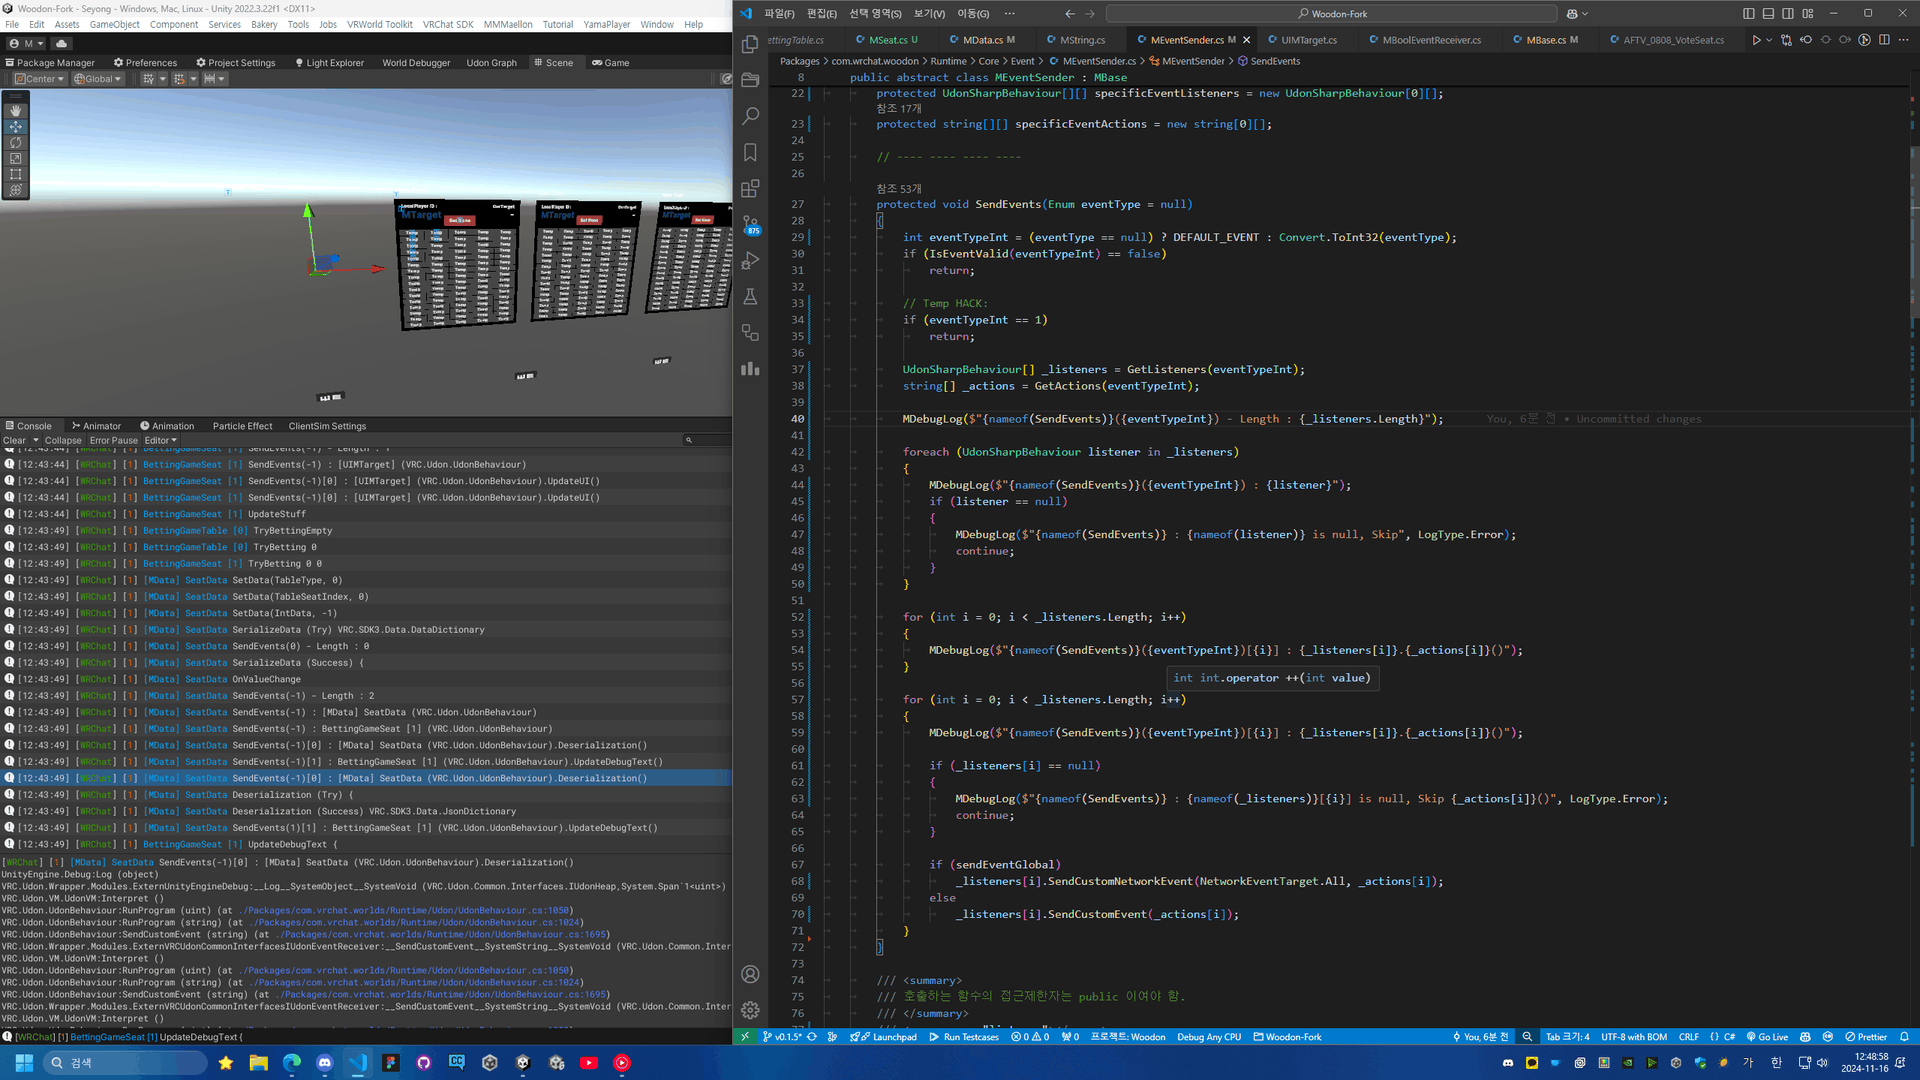 Woodon-Fork - Seyong - Windows, Mac, Linux - Unity 2022.3.22f1 <DX11>
File Edit Assets GameObject Component Services Bakery Tools Jobs VRWorld Toolkit VRChat SDK MMMaellon Tutorial YamaPlayer Window Help
M
Package Manager Preferences Project Settings Light Explorer World Debugger Udon Graph Scene Game
Center Global
MTarget
MTarget
Console Animator Animation Particle Effect ClientSim Settings
Clear Collapse Error Pause Editor
[12:43:44] [WRChat] [1] BettingGameSeat [1] SendEvents(-1) - Length : 1
[12:43:44] [WRChat] [1] BettingGameSeat [1] SendEvents(-1) : [UIMTarget] (VRC.Udon.UdonBehaviour)
[12:43:44] [WRChat] [1] BettingGameSeat [1] SendEvents(-1)[0] : [UIMTarget] (VRC.Udon.UdonBehaviour).UpdateUI()
[12:43:44] [WRChat] [1] BettingGameSeat [1] SendEvents(-1)[0] : [UIMTarget] (VRC.Udon.UdonBehaviour).UpdateUI()
[12:43:44] [WRChat] [1] BettingGameSeat [1] UpdateStuff
[12:43:49] [WRChat] [1] BettingGameTable [0] TryBettingEmpty
[12:43:49] [WRChat] [1] BettingGameTable [0] TryBetting 0
[12:43:49] [WRChat] [1] BettingGameSeat [1] TryBetting 0 0
[12:43:49] [WRChat] [1] [MData] SeatData SetData(TableType, 0)
[12:43:49] [WRChat] [1] [MData] SeatData SetData(TableSeatIndex, 0)
[12:43:49] [WRChat] [1] [MData] SeatData SetData(IntData, -1)
[12:43:49] [WRChat] [1] [MData] SeatData SerializeData (Try) VRC.SDK3.Data.DataDictionary
[12:43:49] [WRChat] [1] [MData] SeatData SendEvents(0) - Length : 0
[12:43:49] [WRChat] [1] [MData] SeatData SerializeData (Success) {
[12:43:49] [WRChat] [1] [MData] SeatData OnValueChange
[12:43:49] [WRChat] [1] [MData] SeatData SendEvents(-1) - Length : 2
[12:43:49] [WRChat] [1] [MData] SeatData SendEvents(-1) : [MData] SeatData (VRC.Udon.UdonBehaviour)
[12:43:49] [WRChat] [1] [MData] SeatData SendEvents(-1) : BettingGameSeat [1] (VRC.Udon.UdonBehaviour)
[12:43:49] [WRChat] [1] [MData] SeatData SendEvents(-1)[0] : [MData] SeatData (VRC.Udon.UdonBehaviour).Deserialization()
[12:43:49] [WRChat] [1] [MData] SeatData SendEvents(-1)[1] : BettingGameSeat [1] (VRC.Udon.UdonBehaviour).UpdateDebugText()
[12:43:49] [WRChat] [1] [MData] SeatData SendEvents(-1)[0] : [MData] SeatData (VRC.Udon.UdonBehaviour).Deserialization()
[12:43:49] [WRChat] [1] [MData] SeatData Deserialization (Try) {
[12:43:49] [WRChat] [1] [MData] SeatData Deserialization (Success) VRC.SDK3.Data.JsonDictionary
[12:43:49] [WRChat] [1] [MData] SeatData SendEvents(1)[1] : BettingGameSeat [1] (VRC.Udon.UdonBehaviour).UpdateDebugText()
[12:43:49] [WRChat] [1] BettingGameSeat [1] UpdateDebugText {
[WRChat] [1] [MData] SeatData SendEvents(-1)[0] : [MData] SeatData (VRC.Udon.UdonBehaviour).Deserialization()
UnityEngine.Debug:Log (object)
VRC.Udon.Wrapper.Modules.ExternUnityEngineDebug:__Log__SystemObject__SystemVoid (VRC.Udon.Common.Interfaces.IUdonHeap,System.Span`1<uint>)
VRC.Udon.VM.UdonVM:Interpret ()
VRC.Udon.UdonBehaviour:RunProgram (uint) (at ./Packages/com.vrchat.worlds/Runtime/Udon/UdonBehaviour.cs:1050)
VRC.Udon.UdonBehaviour:RunProgram (string) (at ./Packages/com.vrchat.worlds/Runtime/Udon/UdonBehaviour.cs:1024)
VRC.Udon.UdonBehaviour:SendCustomEvent (string) (at ./Packages/com.vrchat.worlds/Runtime/Udon/UdonBehaviour.cs:1695)
VRC.Udon.Wrapper.Modules.ExternVRCUdonCommonInterfacesIUdonEventReceiver:__SendCustomEvent__SystemString__SystemVoid (VRC.Udon.Common.Inter
VRC.Udon.VM.UdonVM:Interpret ()
VRC.Udon.UdonBehaviour:RunProgram (uint) (at ./Packages/com.vrchat.worlds/Runtime/Udon/UdonBehaviour.cs:1050)
VRC.Udon.UdonBehaviour:RunProgram (string) (at ./Packages/com.vrchat.worlds/Runtime/Udon/UdonBehaviour.cs:1024)
VRC.Udon.UdonBehaviour:SendCustomEvent (string) (at ./Packages/com.vrchat.worlds/Runtime/Udon/UdonBehaviour.cs:1695)
VRC.Udon.Wrapper.Modules.ExternVRCUdonCommonInterfacesIUdonEventReceiver:__SendCustomEvent__SystemString__SystemVoid (VRC.Udon.Common.Inter
VRC.Udon.VM.UdonVM:Interpret ()
[WRChat] [1] BettingGameSeat [1] UpdateDebugText {
파일(F) 편집(E) 선택 영역(S) 보기(V) 이동(G) ··· Woodon-Fork
ettingTable.cs MSeat.cs U MData.cs M MString.cs MEventSender.cs M UIMTarget.cs MBoolEventReceiver.cs MBase.cs M AFTV_0808_VoteSeat.cs
Packages > com.wrchat.woodon > Runtime > Core > Event > MEventSender.cs > MEventSender > SendEvents
8 public abstract class MEventSender : MBase
22 protected UdonSharpBehaviour[][] specificEventListeners = new UdonSharpBehaviour[0][];
참조 17개
23 protected string[][] specificEventActions = new string[0][];
24
25 // ---- ---- ---- ----
26
참조 53개
27 protected void SendEvents(Enum eventType = null)
28 {
29 int eventTypeInt = (eventType == null) ? DEFAULT_EVENT : Convert.ToInt32(eventType);
30 if (IsEventValid(eventTypeInt) == false)
31 return;
32
33 // Temp HACK:
34 if (eventTypeInt == 1)
35 return;
36
37 UdonSharpBehaviour[] _listeners = GetListeners(eventTypeInt);
38 string[] _actions = GetActions(eventTypeInt);
39
40 MDebugLog($"{nameof(SendEvents)}({eventTypeInt}) - Length : {_listeners.Length}"); You, 6분 전 • Uncommitted changes
41
42 foreach (UdonSharpBehaviour listener in _listeners)
43 {
44 MDebugLog($"{nameof(SendEvents)}({eventTypeInt}) : {listener}");
45 if (listener == null)
46 {
47 MDebugLog($"{nameof(SendEvents)} : {nameof(listener)} is null, Skip", LogType.Error);
48 continue;
49 }
50 }
51
52 for (int i = 0; i < _listeners.Length; i++)
53 {
54 MDebugLog($"{nameof(SendEvents)}({eventTypeInt})[{i}] : {_listeners[i]}.{_actions[i]}()");
55 }
56 int int.operator ++(int value)
57 for (int i = 0; i < _listeners.Length; i++)
58 {
59 MDebugLog($"{nameof(SendEvents)}({eventTypeInt})[{i}] : {_listeners[i]}.{_actions[i]}()");
60
61 if (_listeners[i] == null)
62 {
63 MDebugLog($"{nameof(SendEvents)} : {nameof(_listeners)}[{i}] is null, Skip {_actions[i]}()", LogType.Error);
64 continue;
65 }
66
67 if (sendEventGlobal)
68 _listeners[i].SendCustomNetworkEvent(NetworkEventTarget.All, _actions[i]);
69 else
70 _listeners[i].SendCustomEvent(_actions[i]);
71 }
72 }
73
74 /// <summary>
75 /// 호출하는 함수의 접근제한자는 public 이여야 함.
76 /// </summary>
875
v0.1.5* Launchpad Run Testcases 0 0 0 프로젝트: Woodon Debug Any CPU Woodon-Fork You, 6분 전 Tab 크기: 4 UTF-8 with BOM CRLF {} C# Go Live Prettier
검색
가 한 12:48:58
2024-11-16